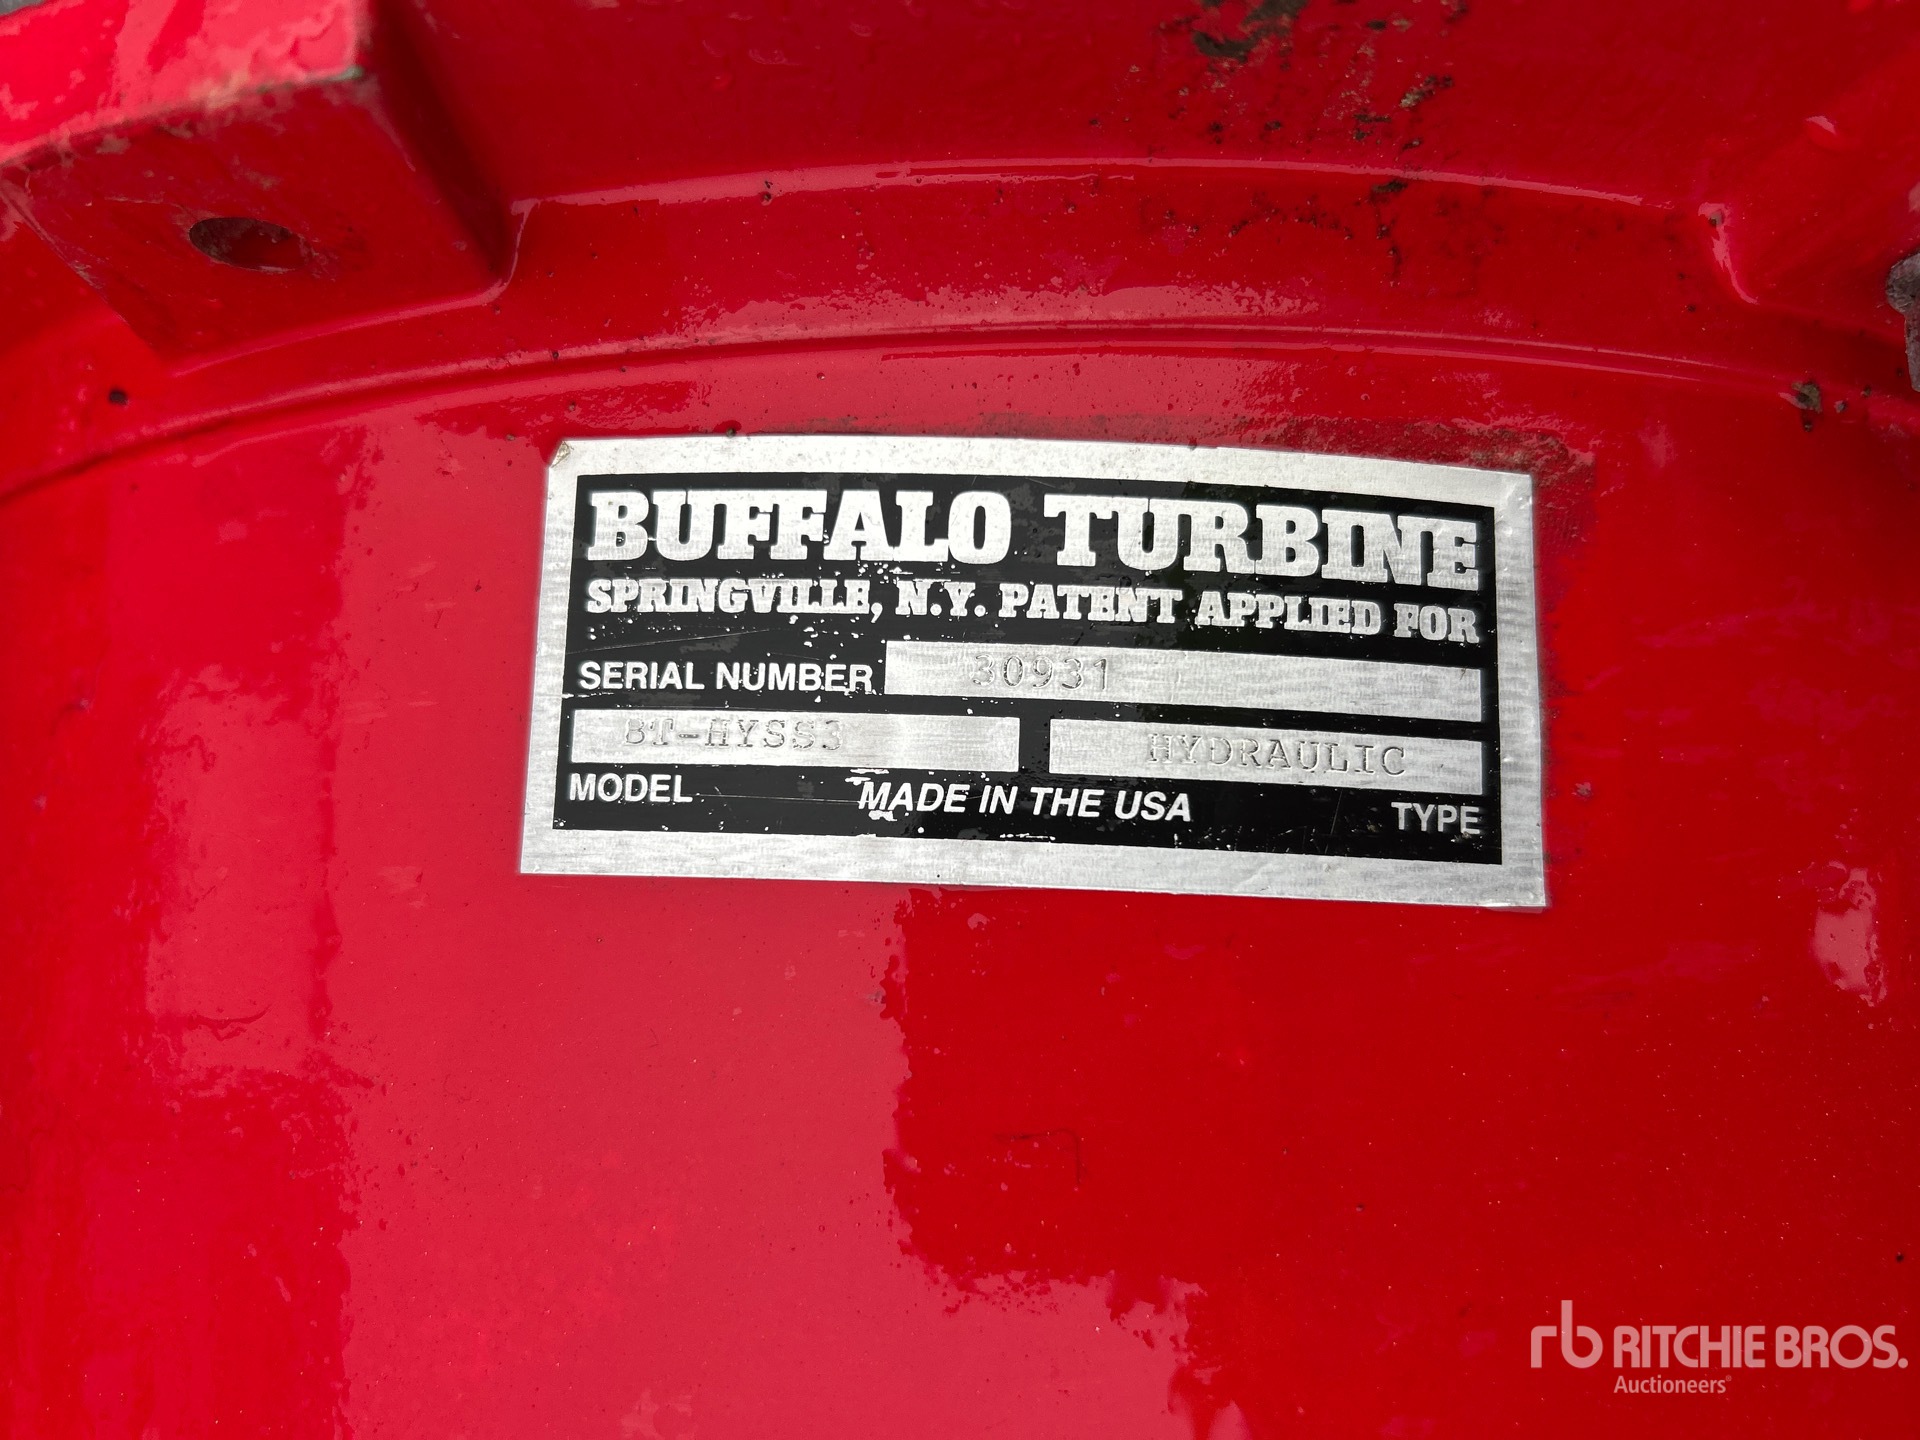 BUFFALO TURBINE
SPRINGVILLE, N.Y. PATENT APPLIED FOR
SERIAL NUMBER 30931
BT-HYSS3 HYDRAULIC
MODEL MADE IN THE USA TYPE
rb RITCHIE BROS.
Auctioneers